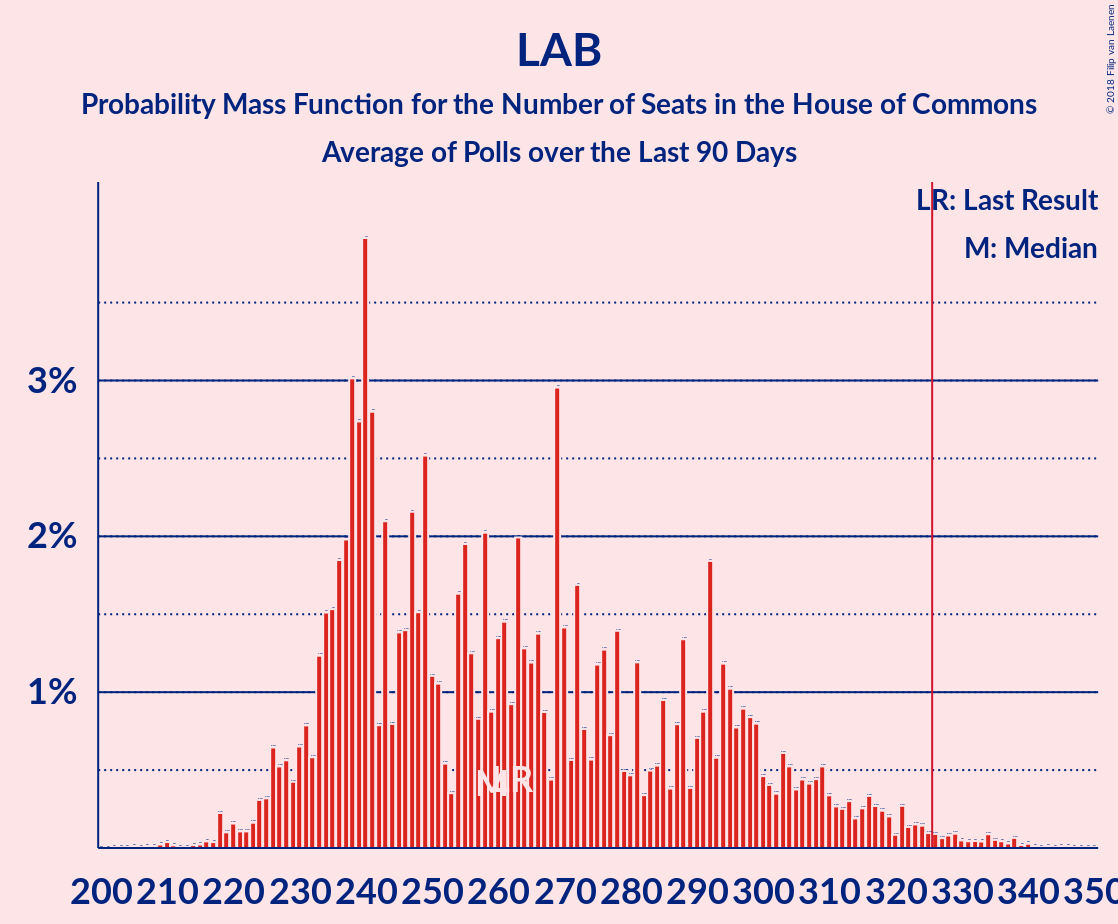 © 2018 Filip van Laenen
LAB
Probability Mass Function for the Number of Seats in the House of Commons
Average of Polls over the Last 90 Days
LR: Last Result
M: Median
3%
2%
1%
M LR
200 210 220 230 240 250 260 270 280 290 300 310 320 330 340 350